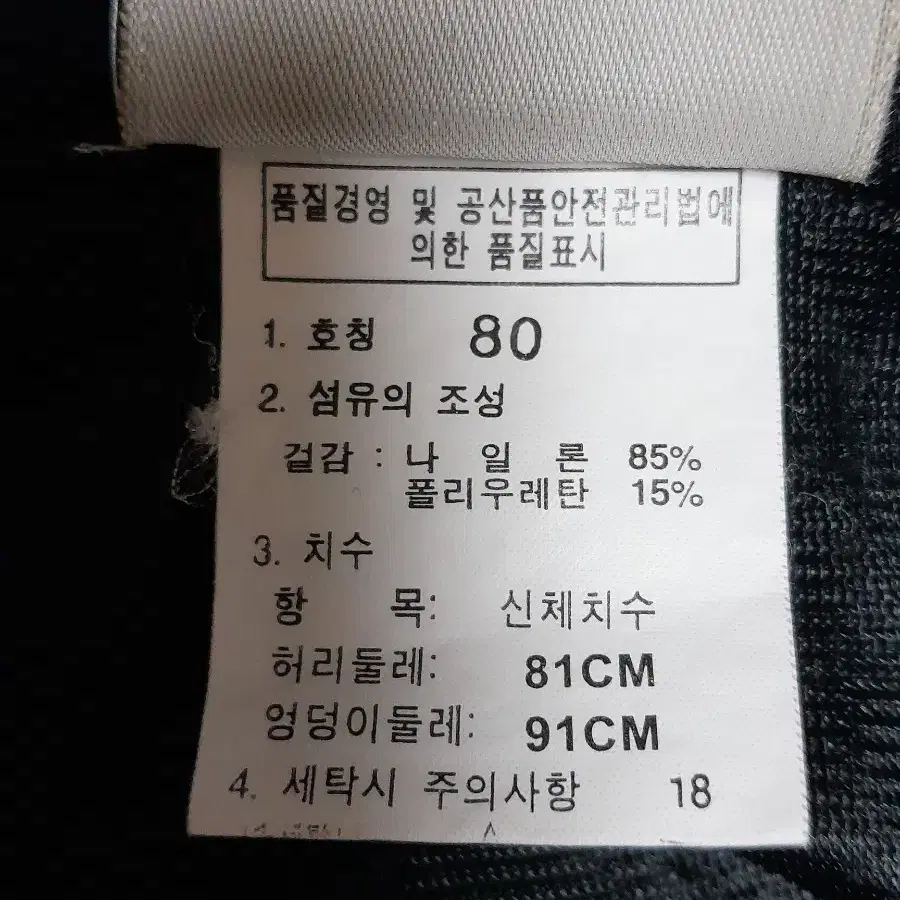 품질경영 및 공산품안전관리법에
의한 품질표시
1. 호칭 80
2. 섬유의 조성
걸감 : 나 일 론 85%
폴리우레탄 15%
3. 치수
항 목: 신체치수
허리둘레: 81CM
엉덩이둘레: 91CM
4. 세탁시 주의사항 18